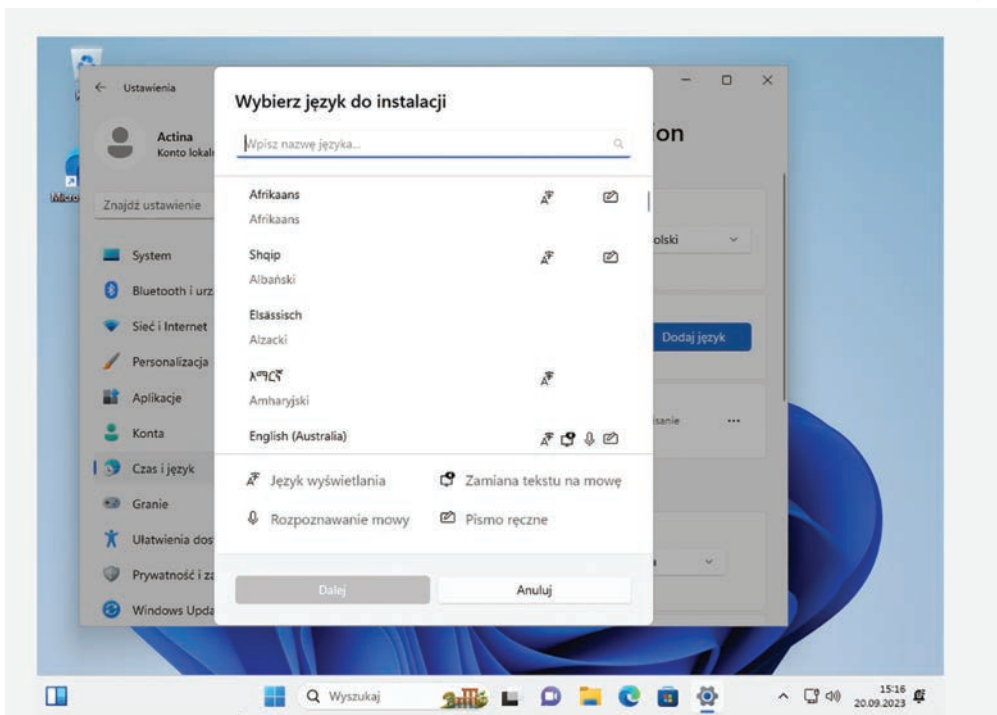 Ustawienia
Wybierz język do instalacji
Actina
Konto lokal
Wpisz nazwę języka...
Znajdź ustawienie
System
Bluetooth i urz
Sieć i Internet
Personalizacja
Aplikacje
Konta
Czas i język
Granie
Ułatwienia dos
Prywatność i za
Windows Upda
Afrikaans
Afrikaans
Shqip
Albański
Elsässisch
Alzacki
አማርኛ
Amharyjski
English (Australia)
Język wyświetlania
Zamiana tekstu na mowę
Rozpoznawanie mowy
Pismo ręczne
Dalej
Anuluj
on
olski
Dodaj język
isanie
Wyszukaj
15:16
20.09.2023